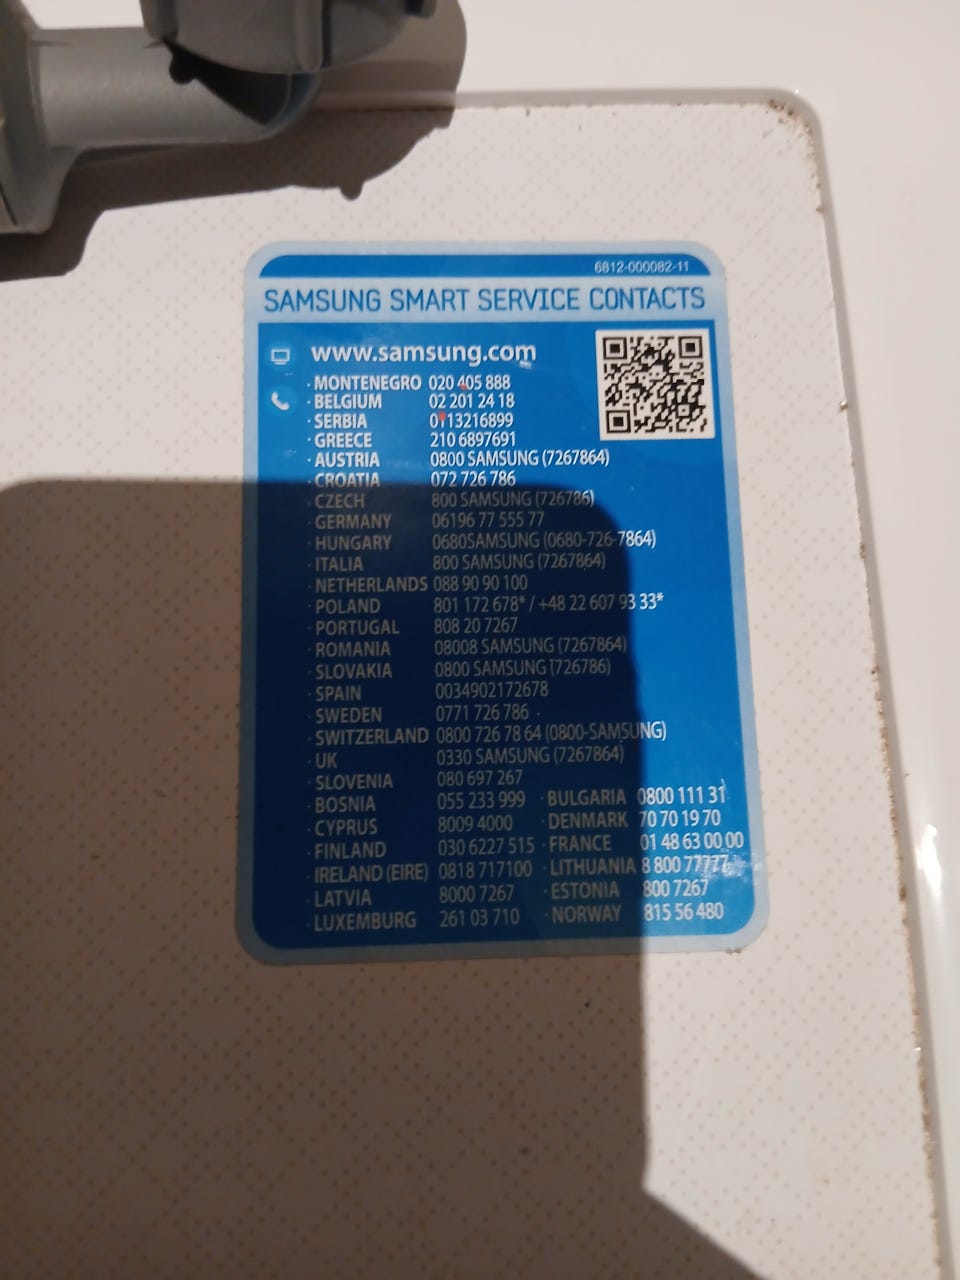 6812-000082-11
SAMSUNG SMART SERVICE CONTACTS
www.samsung.com
· MONTENEGRO 020 405 888
· BELGIUM 02 201 24 18
· SERBIA 0113216899
· GREECE 210 6897691
· AUSTRIA 0800 SAMSUNG (7267864)
· CROATIA 072 726 786
· CZECH 800 SAMSUNG (726786)
· GERMANY 06196 77 555 77
· HUNGARY 0680SAMSUNG (0680-726-7864)
· ITALIA 800 SAMSUNG (7267864)
· NETHERLANDS 088 90 90 100
· POLAND 801 172 678* / +48 22 607 93 33*
· PORTUGAL 808 20 7267
· ROMANIA 08008 SAMSUNG (7267864)
· SLOVAKIA 0800 SAMSUNG (726786)
· SPAIN 0034902172678
· SWEDEN 0771 726 786
· SWITZERLAND 0800 726 78 64 (0800-SAMSUNG)
· UK 0330 SAMSUNG (7267864)
· SLOVENIA 080 697 267
· BOSNIA 055 233 999 · BULGARIA 0800 111 31
· CYPRUS 8009 4000 · DENMARK 70 70 19 70
· FINLAND 030 6227 515 · FRANCE 01 48 63 00 00
· IRELAND (EIRE) 0818 717100 · LITHUANIA 8 800 77777
· LATVIA 8000 7267 · ESTONIA 800 7267
· LUXEMBURG 261 03 710 · NORWAY 815 56 480